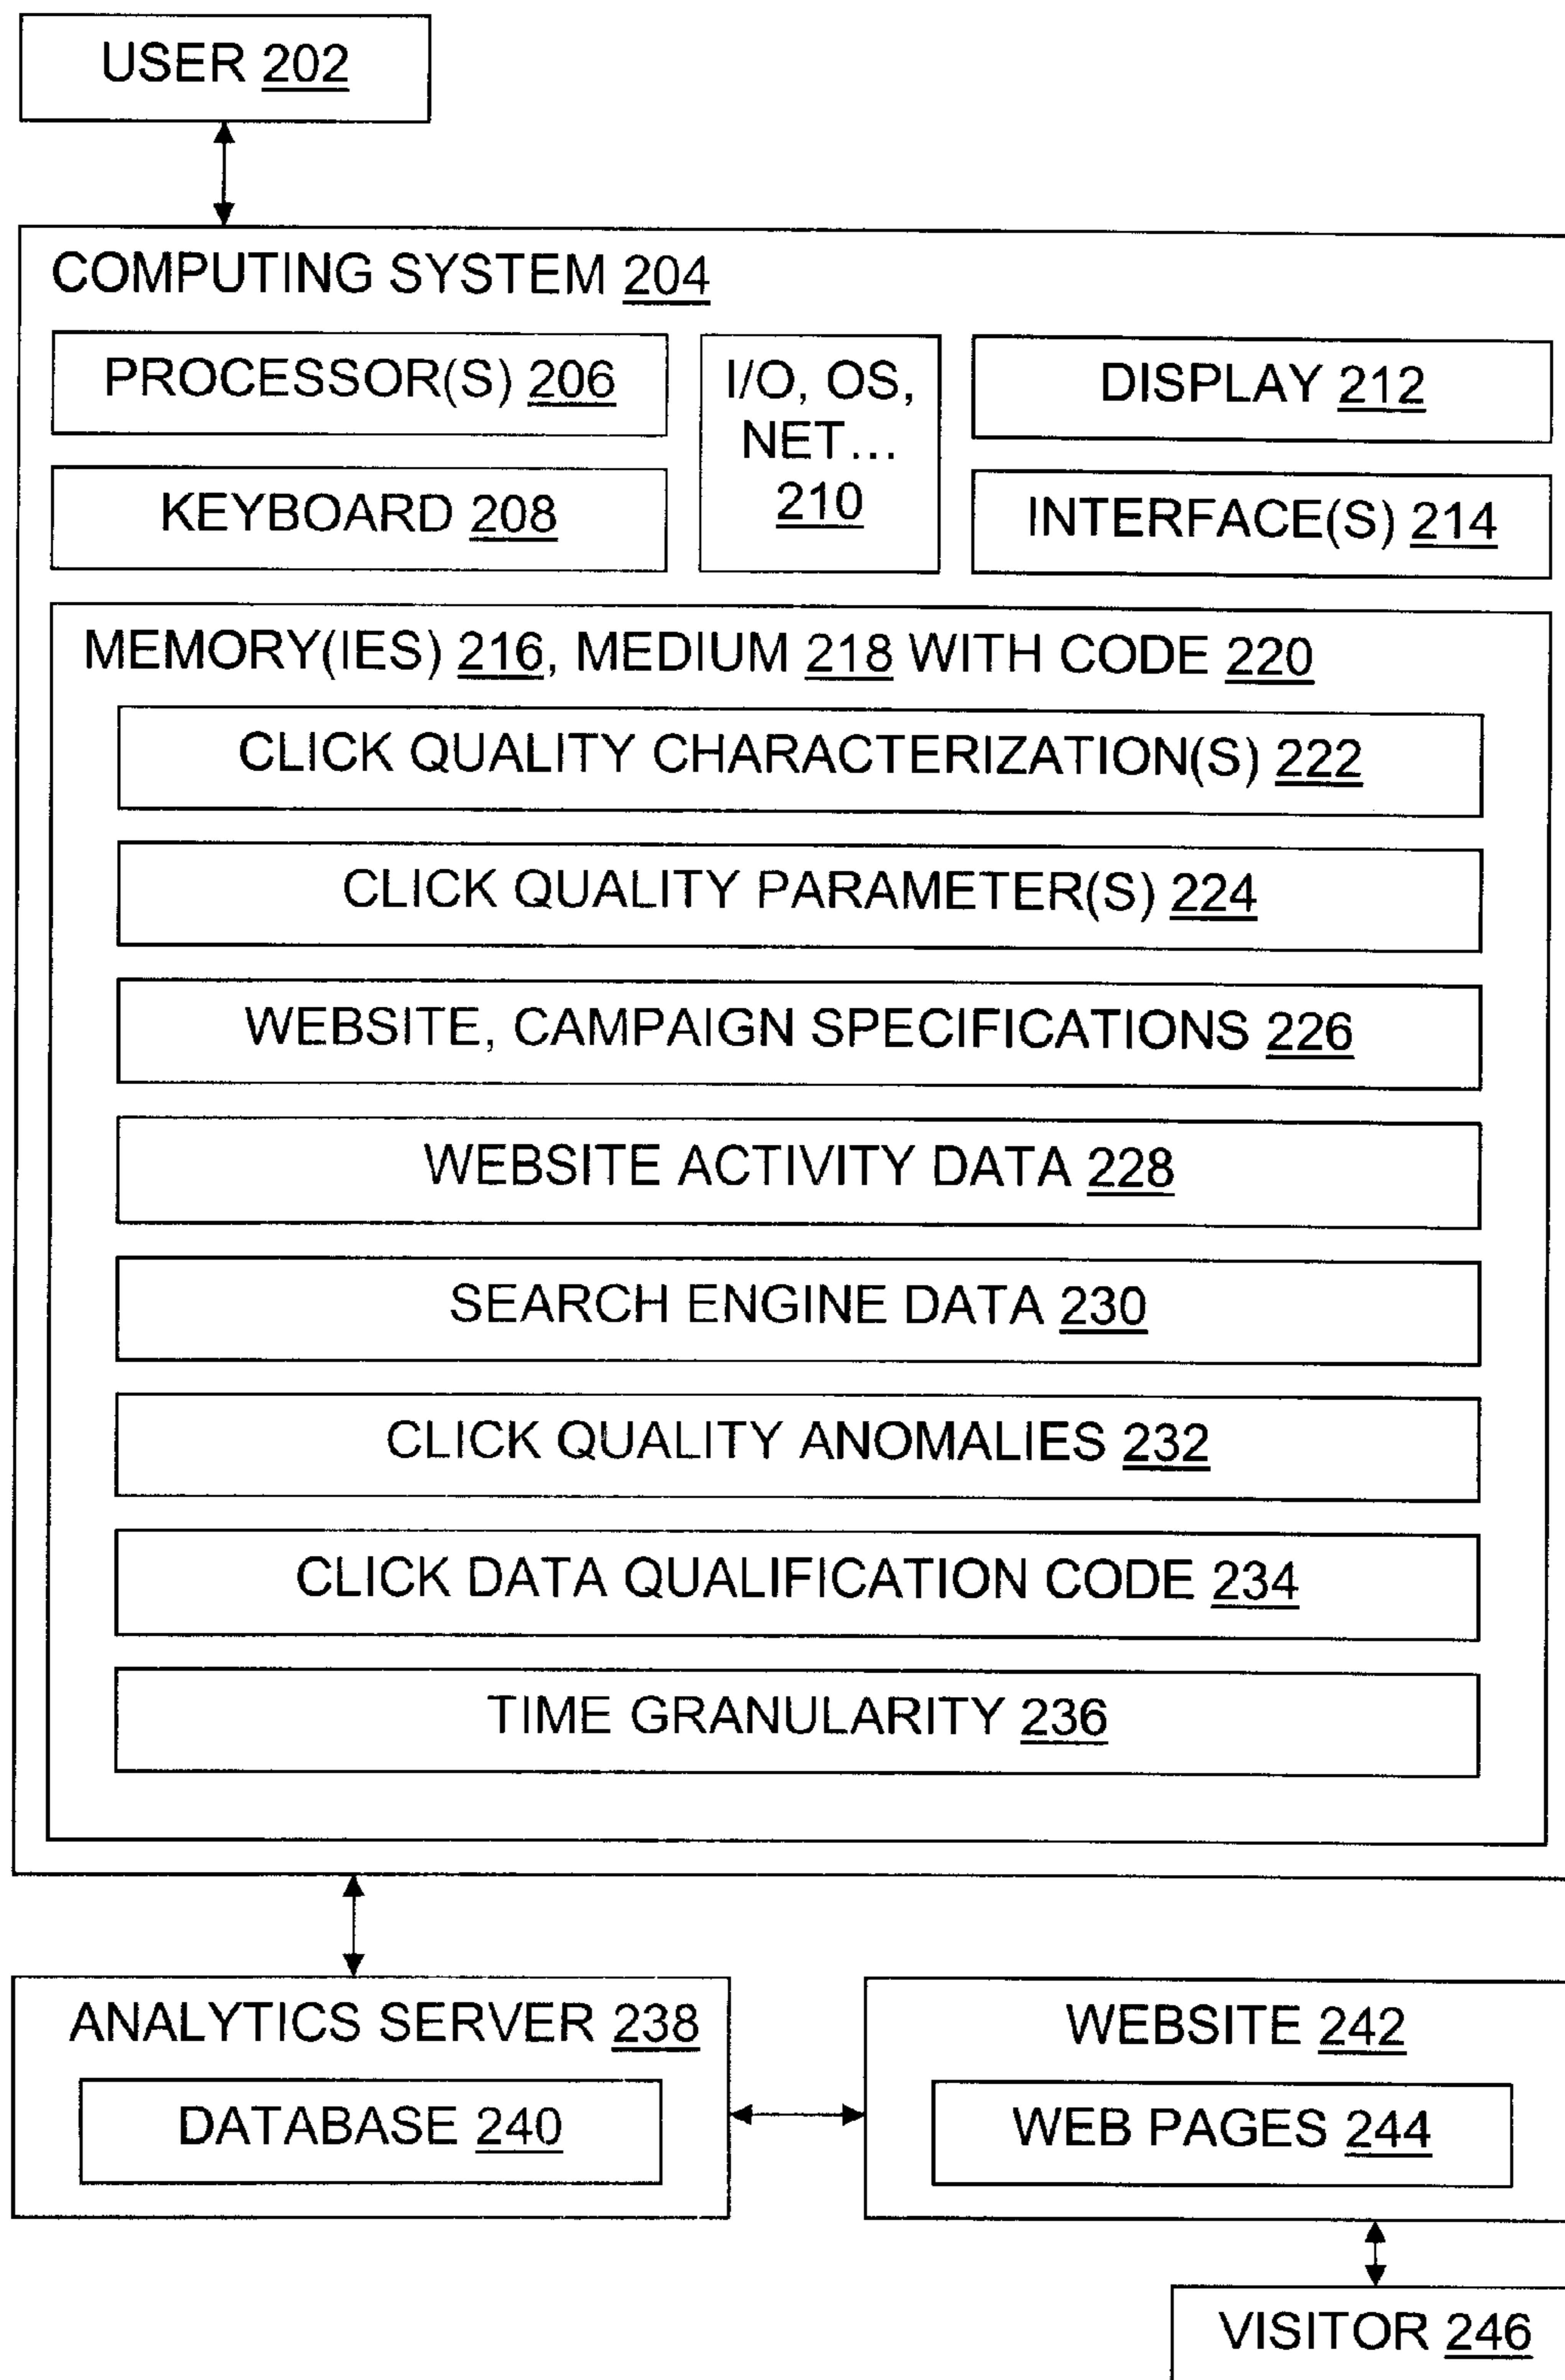 USER 202
COMPUTING SYSTEM 204
PROCESSOR(S) 206
KEYBOARD 208
I/O, OS,
NET...
210
DISPLAY 212
INTERFACE(S) 214
MEMORY(IES) 216, MEDIUM 218 WITH CODE 220
CLICK QUALITY CHARACTERIZATION(S) 222
CLICK QUALITY PARAMETER(S) 224
WEBSITE, CAMPAIGN SPECIFICATIONS 226
WEBSITE ACTIVITY DATA 228
SEARCH ENGINE DATA 230
CLICK QUALITY ANOMALIES 232
CLICK DATA QUALIFICATION CODE 234
TIME GRANULARITY 236
ANALYTICS SERVER 238
DATABASE 240
WEBSITE 242
WEB PAGES 244
VISITOR 246